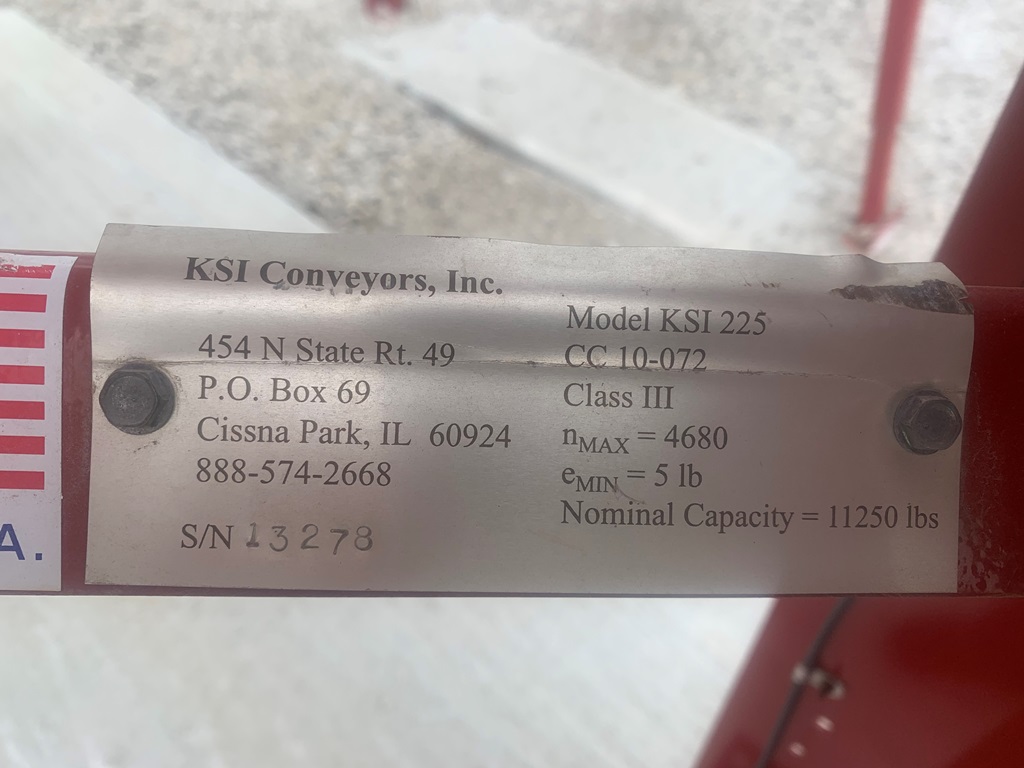 KSI Conveyors, Inc.
454 N State Rt. 49
P.O. Box 69
Cissna Park, IL 60924
888-574-2668
S/N 13278
Model KSI 225
CC 10-072
Class III
nMAX = 4680
eMIN = 5 lb
Nominal Capacity = 11250 lbs
A.